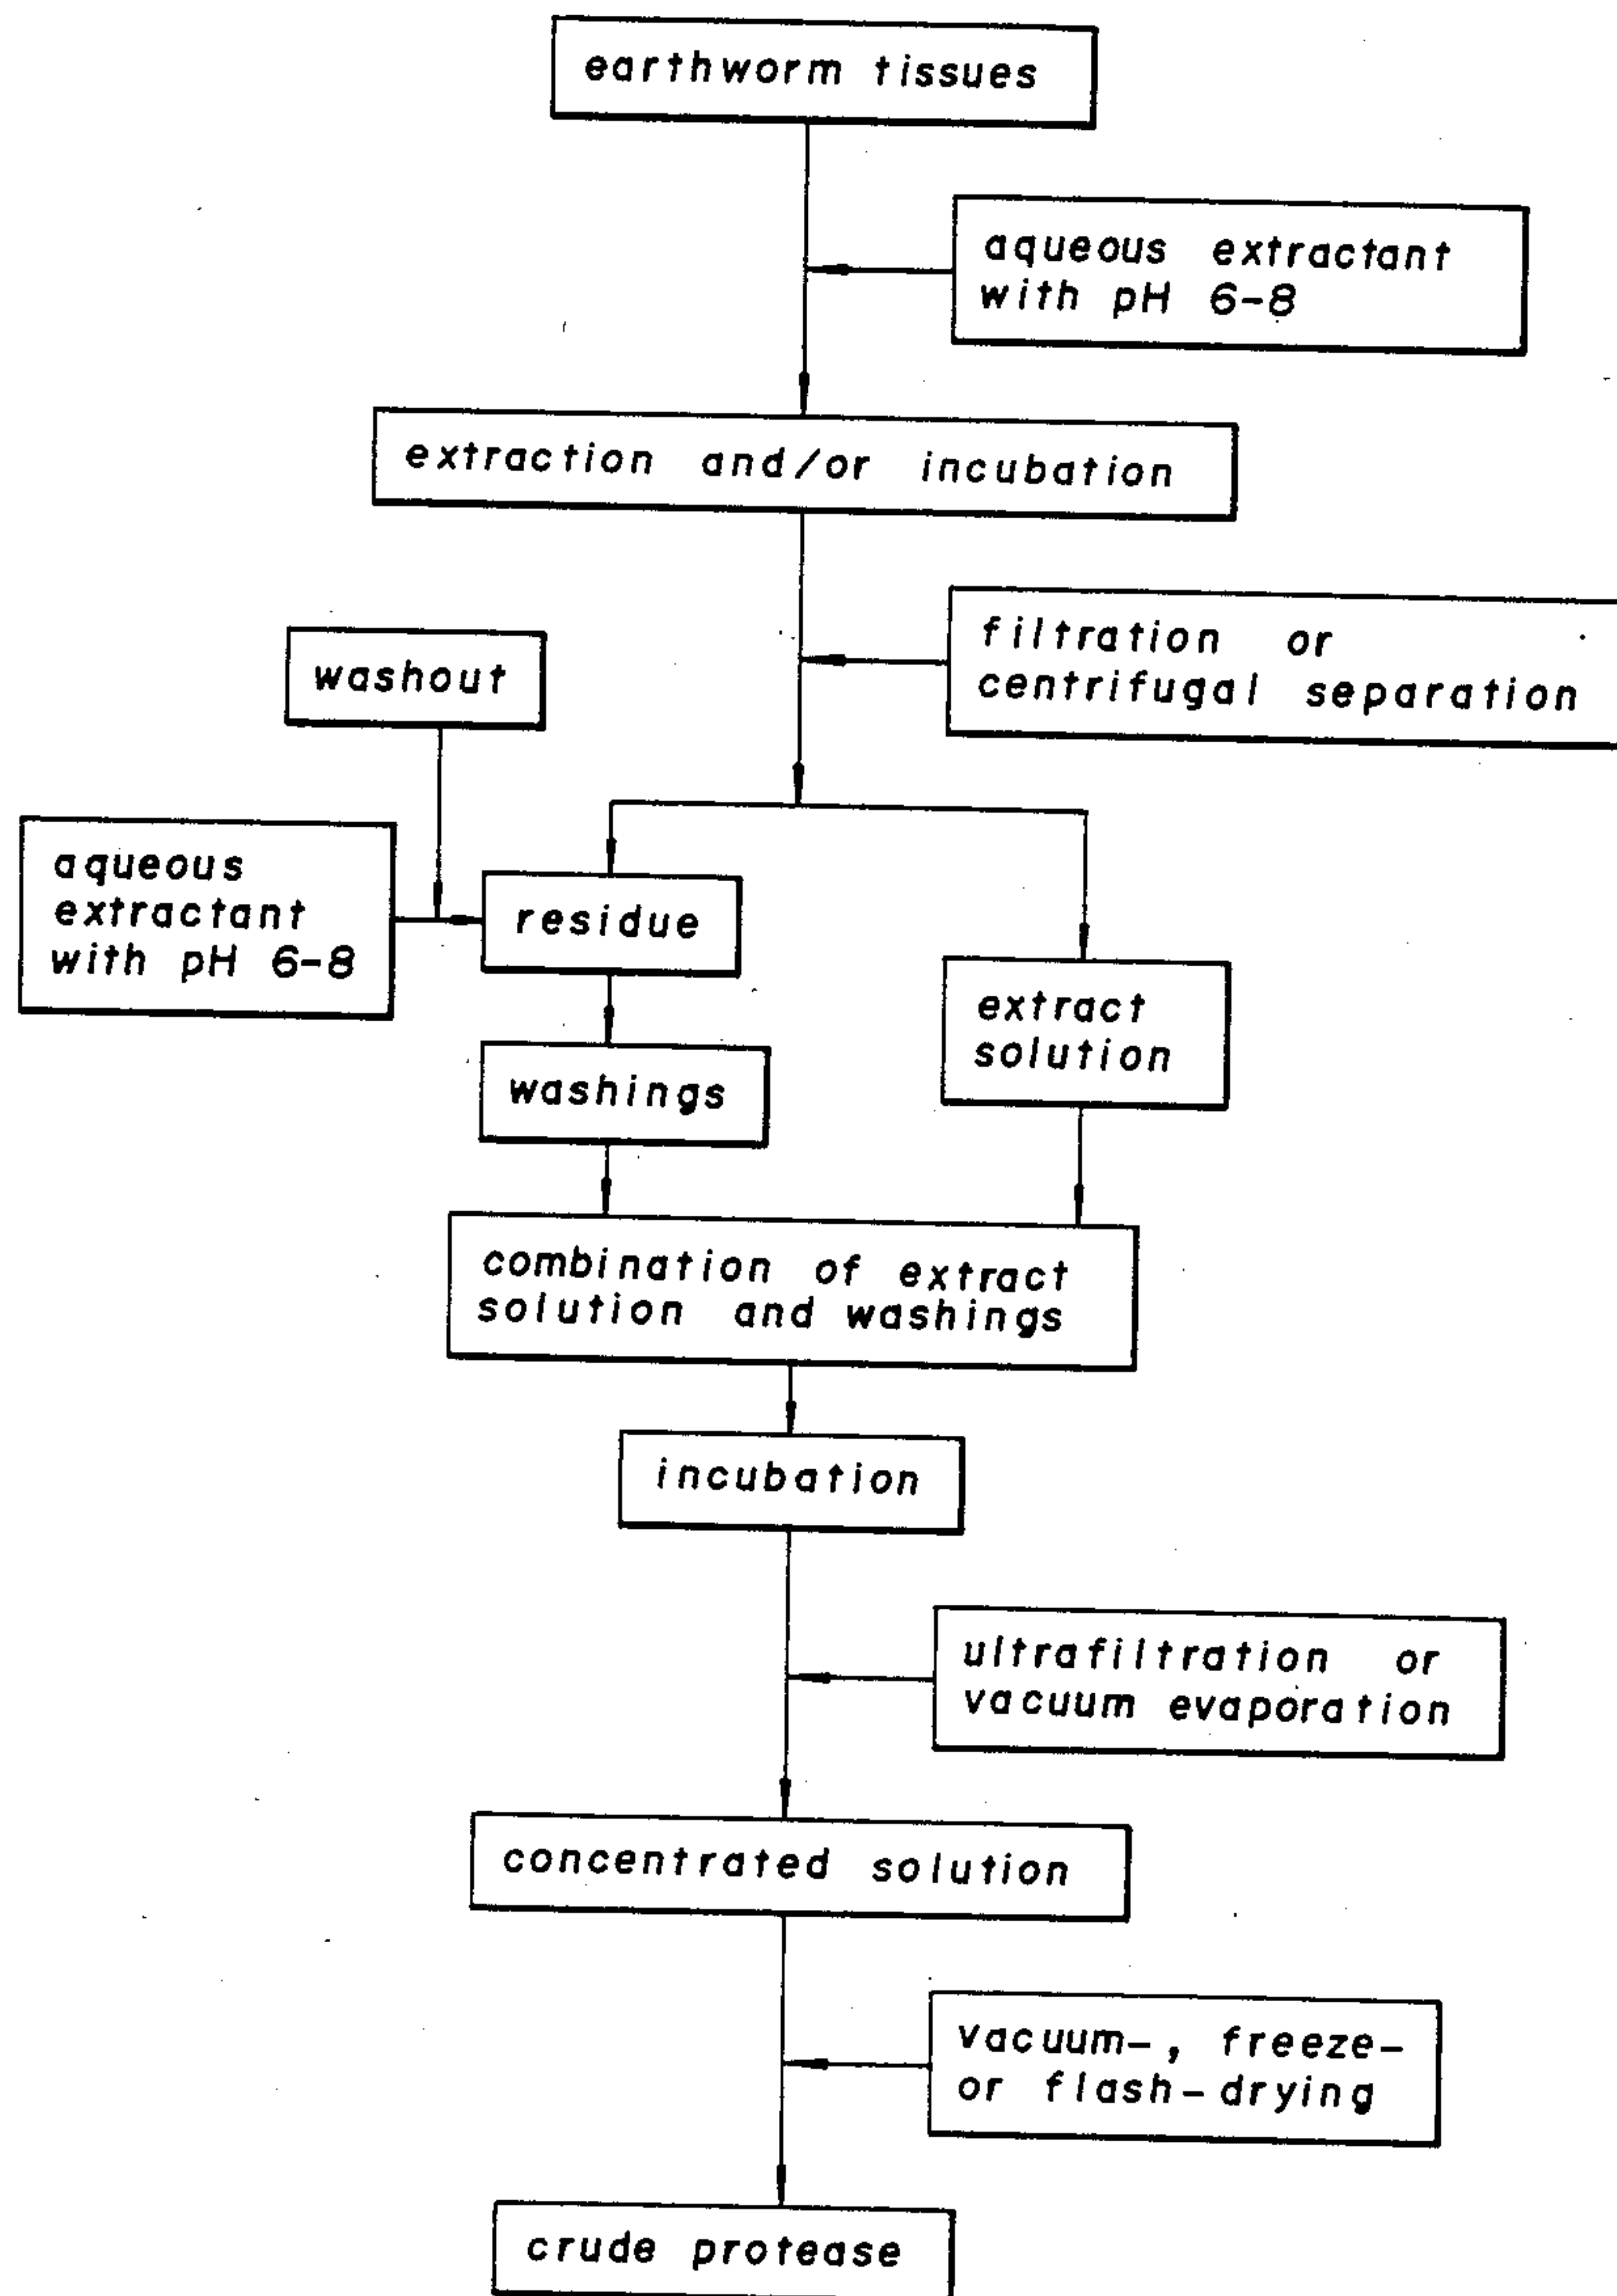 earthworm tissues
aqueous extractant
with pH 6-8
extraction and/or incubation
filtration or
centrifugal separation
washout
aqueous
extractant
with pH 6-8
residue
extract
solution
washings
combination of extract
solution and washings
incubation
ultrafiltration or
vacuum evaporation
concentrated solution
vacuum-, freeze-
or flash-drying
crude protease